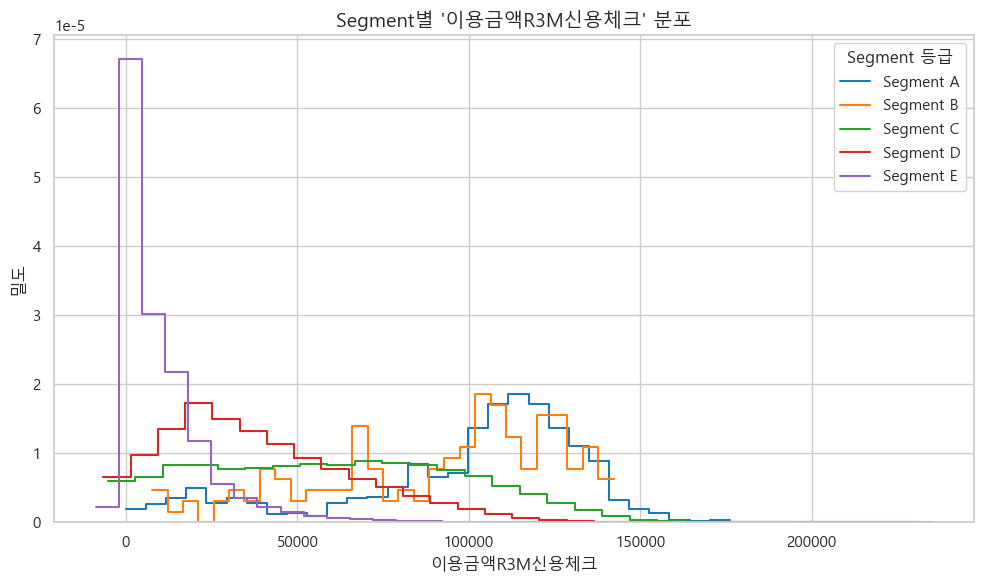 Segment별 '이용금액R3M신용체크' 분포
1e-5
7
6
5
4
3
2
1
0
밀도
0
50000
100000
150000
200000
이용금액R3M신용체크
Segment 등급
Segment A
Segment B
Segment C
Segment D
Segment E